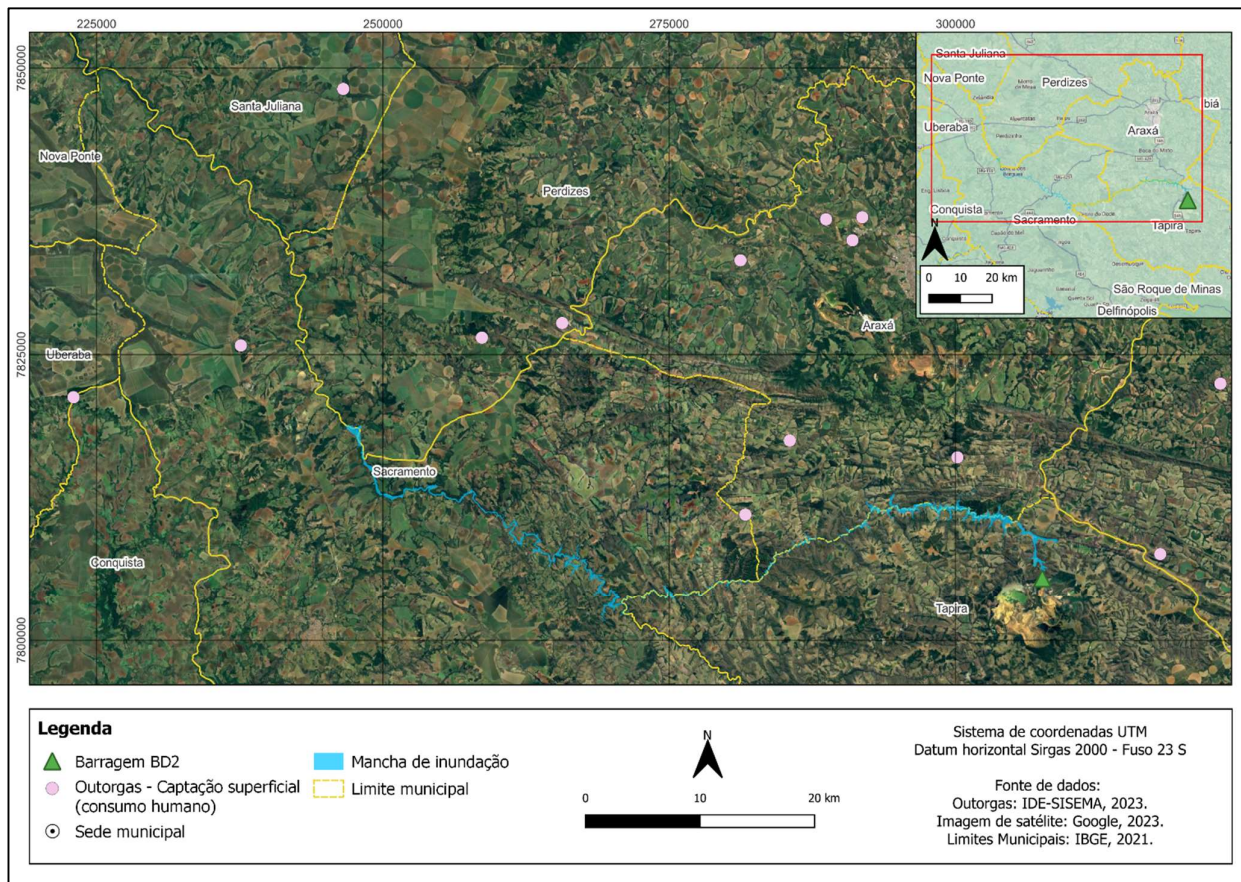 225000
250000
275000
300000
7850000
7825000
7800000
Santa Juliana
Nova Ponte
Perdizes
Uberaba
Araxá
Sacramento
Conquista
Tapira
Santa Juliana
Nova Ponte
Perdizes
biá
Uberaba
Araxá
Conquista
Sacramento
Tapira
São Roque de Minas
Delfinópolis
N
0 10 20 km
Legenda
Barragem BD2
Outorgas - Captação superficial
(consumo humano)
Sede municipal
Mancha de inundação
Limite municipal
N
0 10 20 km
Sistema de coordenadas UTM
Datum horizontal Sirgas 2000 - Fuso 23 S
Fonte de dados:
Outorgas: IDE-SISEMA, 2023.
Imagem de satélite: Google, 2023.
Limites Municipais: IBGE, 2021.